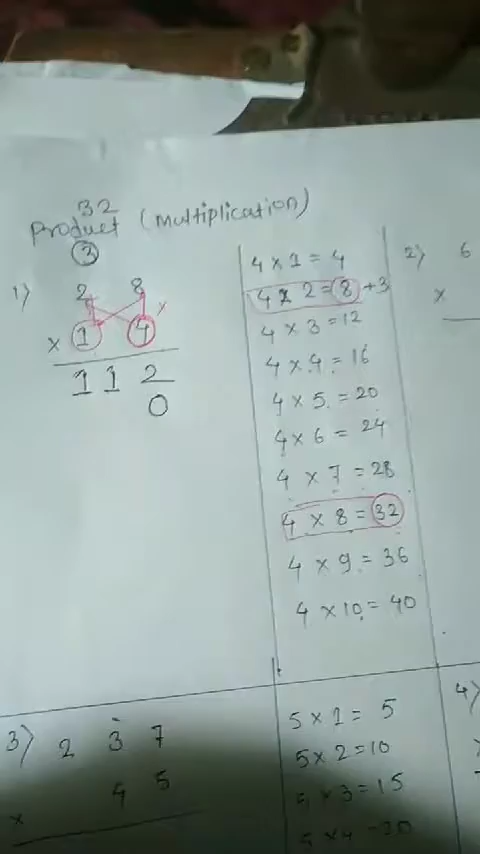 32
Product (Multiplication)
3
1) 2 8
x 1 4 x
1 1 2
0
4 x 1 = 4
4 x 2 = 8 +3
4 x 3 = 12
4 x 4 = 16
4 x 5 = 20
4 x 6 = 24
4 x 7 = 28
4 x 8 = 32
4 x 9 = 36
4 x 10 = 40
2) 6
x
3) 2 3 7
x 4 5
5 x 1 = 5
5 x 2 = 10
5 x 3 = 15
5 x 4 = 20
4)